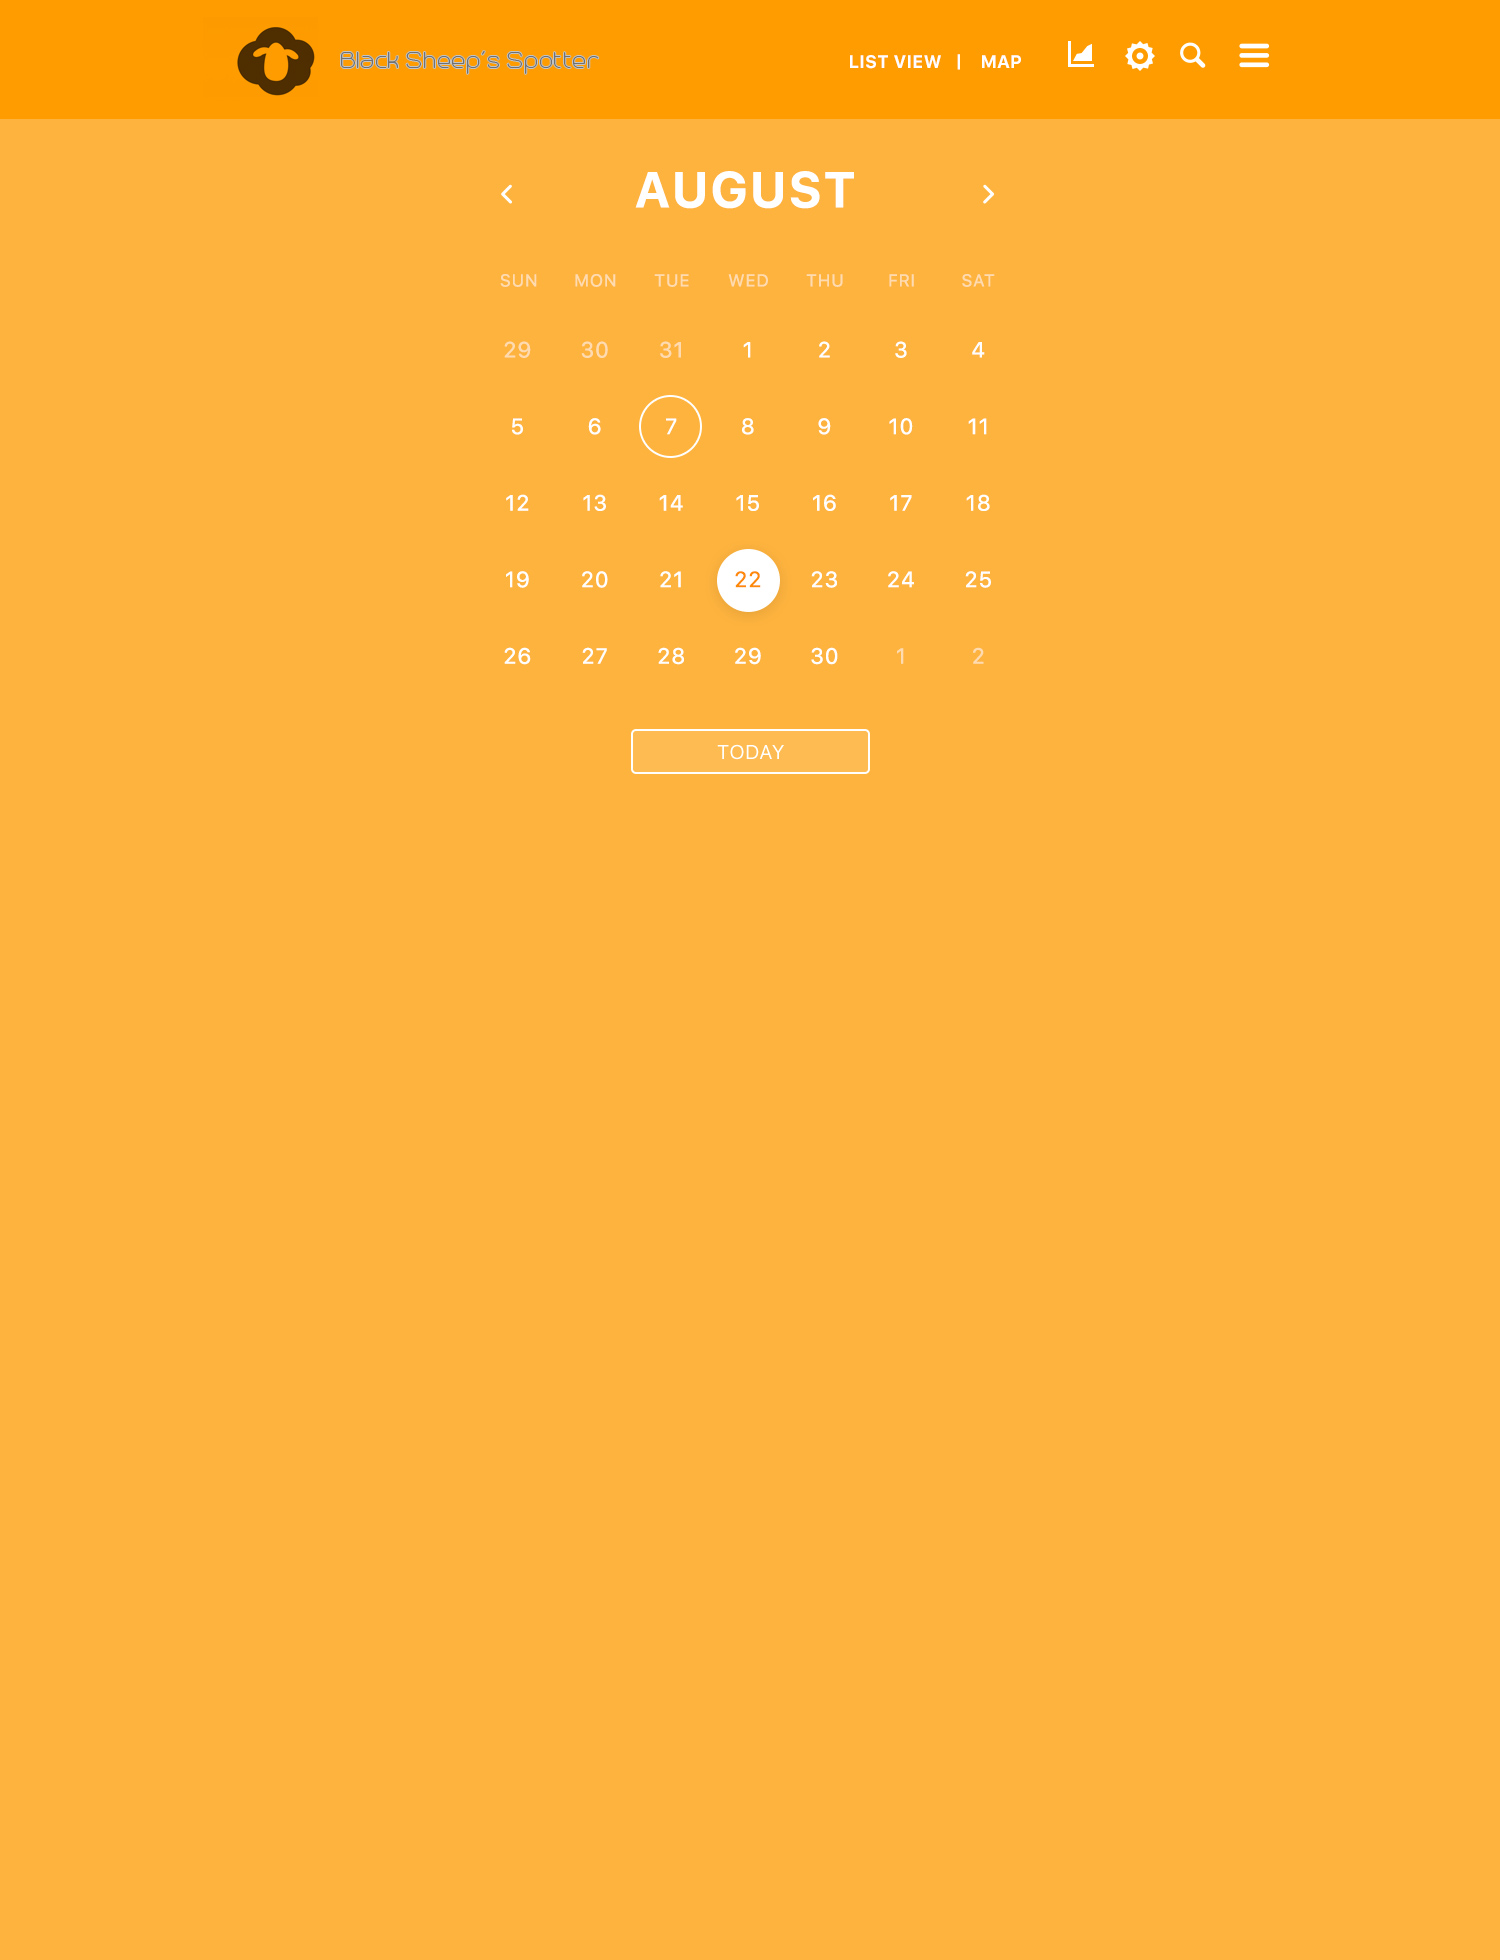 Black Sheep's Spotter
LIST VIEW | MAP
AUGUST
SUN MON TUE WED THU FRI SAT
29 30 31 1 2 3 4
5 6 7 8 9 10 11
12 13 14 15 16 17 18
19 20 21 22 23 24 25
26 27 28 29 30 1 2
TODAY